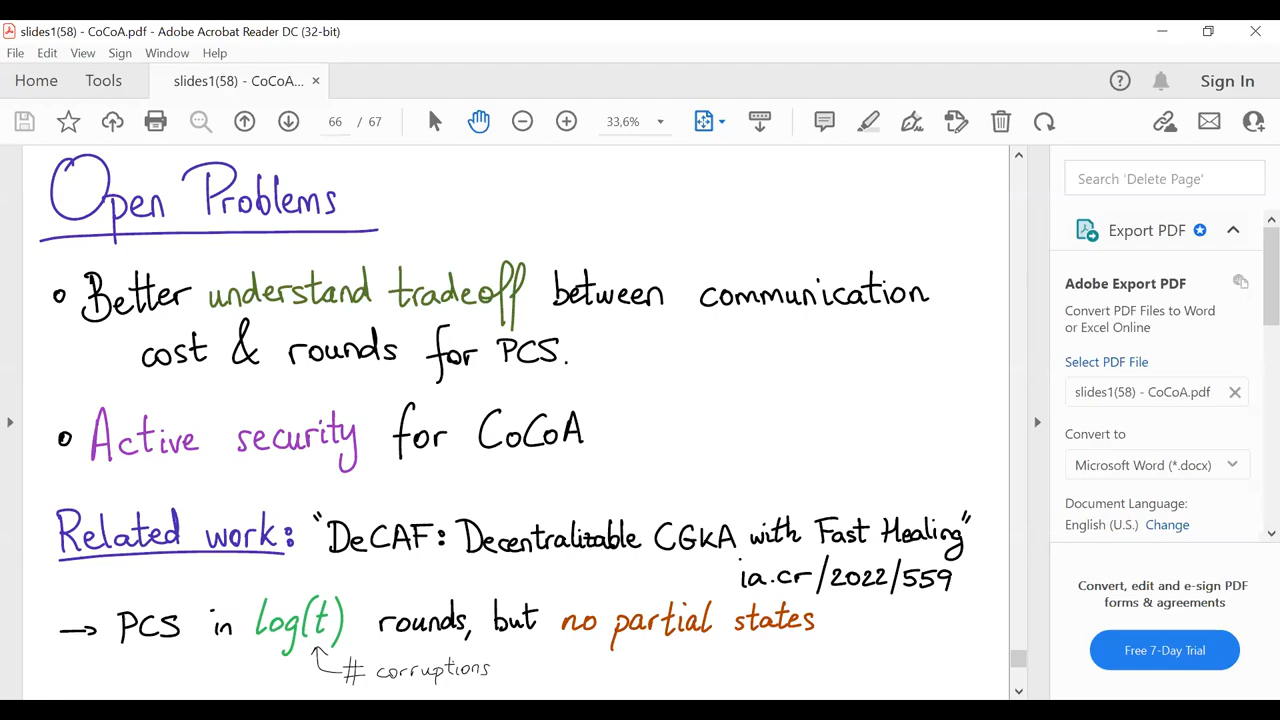 slides1(58) - CoCoA.pdf - Adobe Acrobat Reader DC (32-bit)
File Edit View Sign Window Help
Home Tools slides1(58) - CoCoA... × Sign In
66 / 67 33,6%
Open Problems
Better understand tradeoff between communication
cost & rounds for PCS.
Active security for CoCoA
Related work: "DeCAF: Decentralizable CGKA with Fast Healing"
ia.cr/2022/559
→ PCS in log(t) rounds, but no partial states
# corruptions
Search 'Delete Page'
Export PDF
Adobe Export PDF
Convert PDF Files to Word
or Excel Online
Select PDF File
slides1(58) - CoCoA.pdf
Convert to
Microsoft Word (*.docx)
Document Language:
English (U.S.) Change
Convert, edit and e-sign PDF
forms & agreements
Free 7-Day Trial